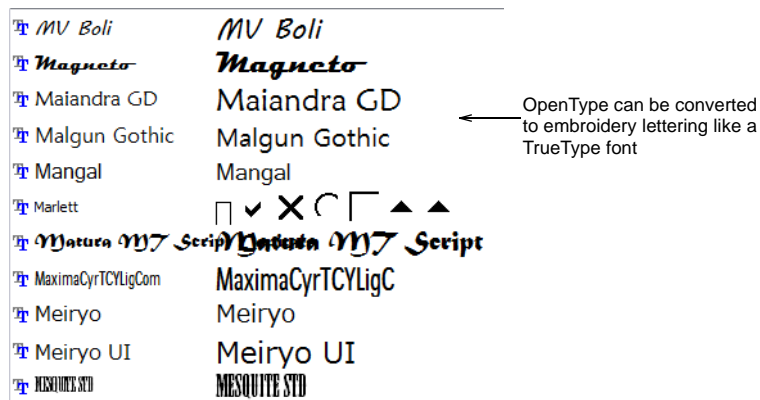 MV Boli MV Boli
Magneto Magneto
Maiandra GD Maiandra GD
Malgun Gothic Malgun Gothic
Mangal Mangal
Marlett
Matura MT Script Matura MT Script
MaximaCyrTCYLigCom MaximaCyrTCYLigC
Meiryo Meiryo
Meiryo UI Meiryo UI
MESQUITE STD MESQUITE STD
OpenType can be converted
to embroidery lettering like a
TrueType font